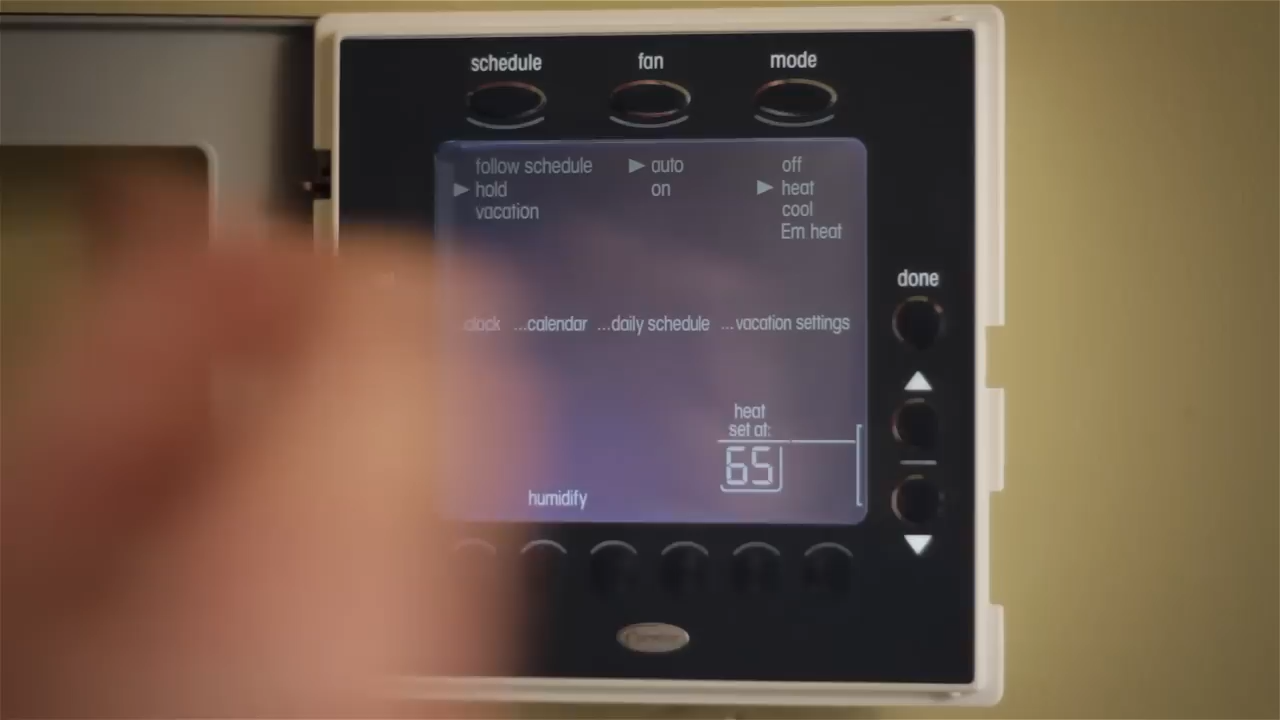 schedule fan mode
follow schedule auto off
hold on heat
vacation cool
Em heat
done
...calendar ...daily schedule ...vacation settings
heat
set at:
65
humidify